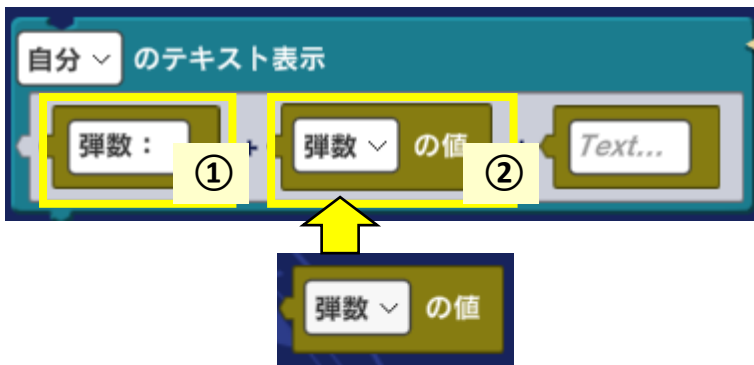 自分 のテキスト表示
弾数： ① + 弾数 の値 ② + Text...
弾数 の値